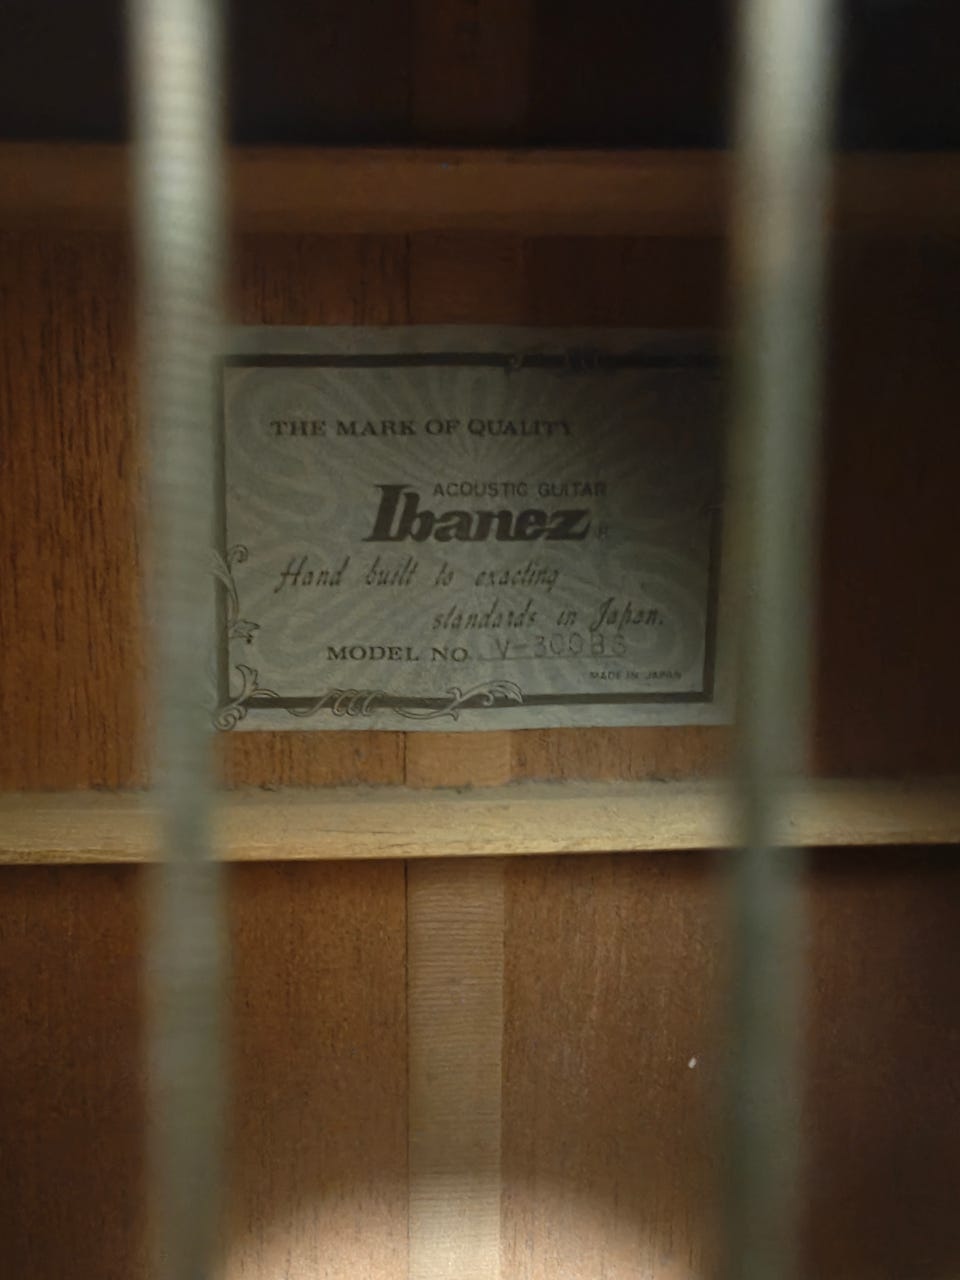 THE MARK OF QUALITY
ACOUSTIC GUITAR
Ibanez ®
Hand built to exacting
standards in Japan.
MODEL NO. V-300BS
MADE IN JAPAN